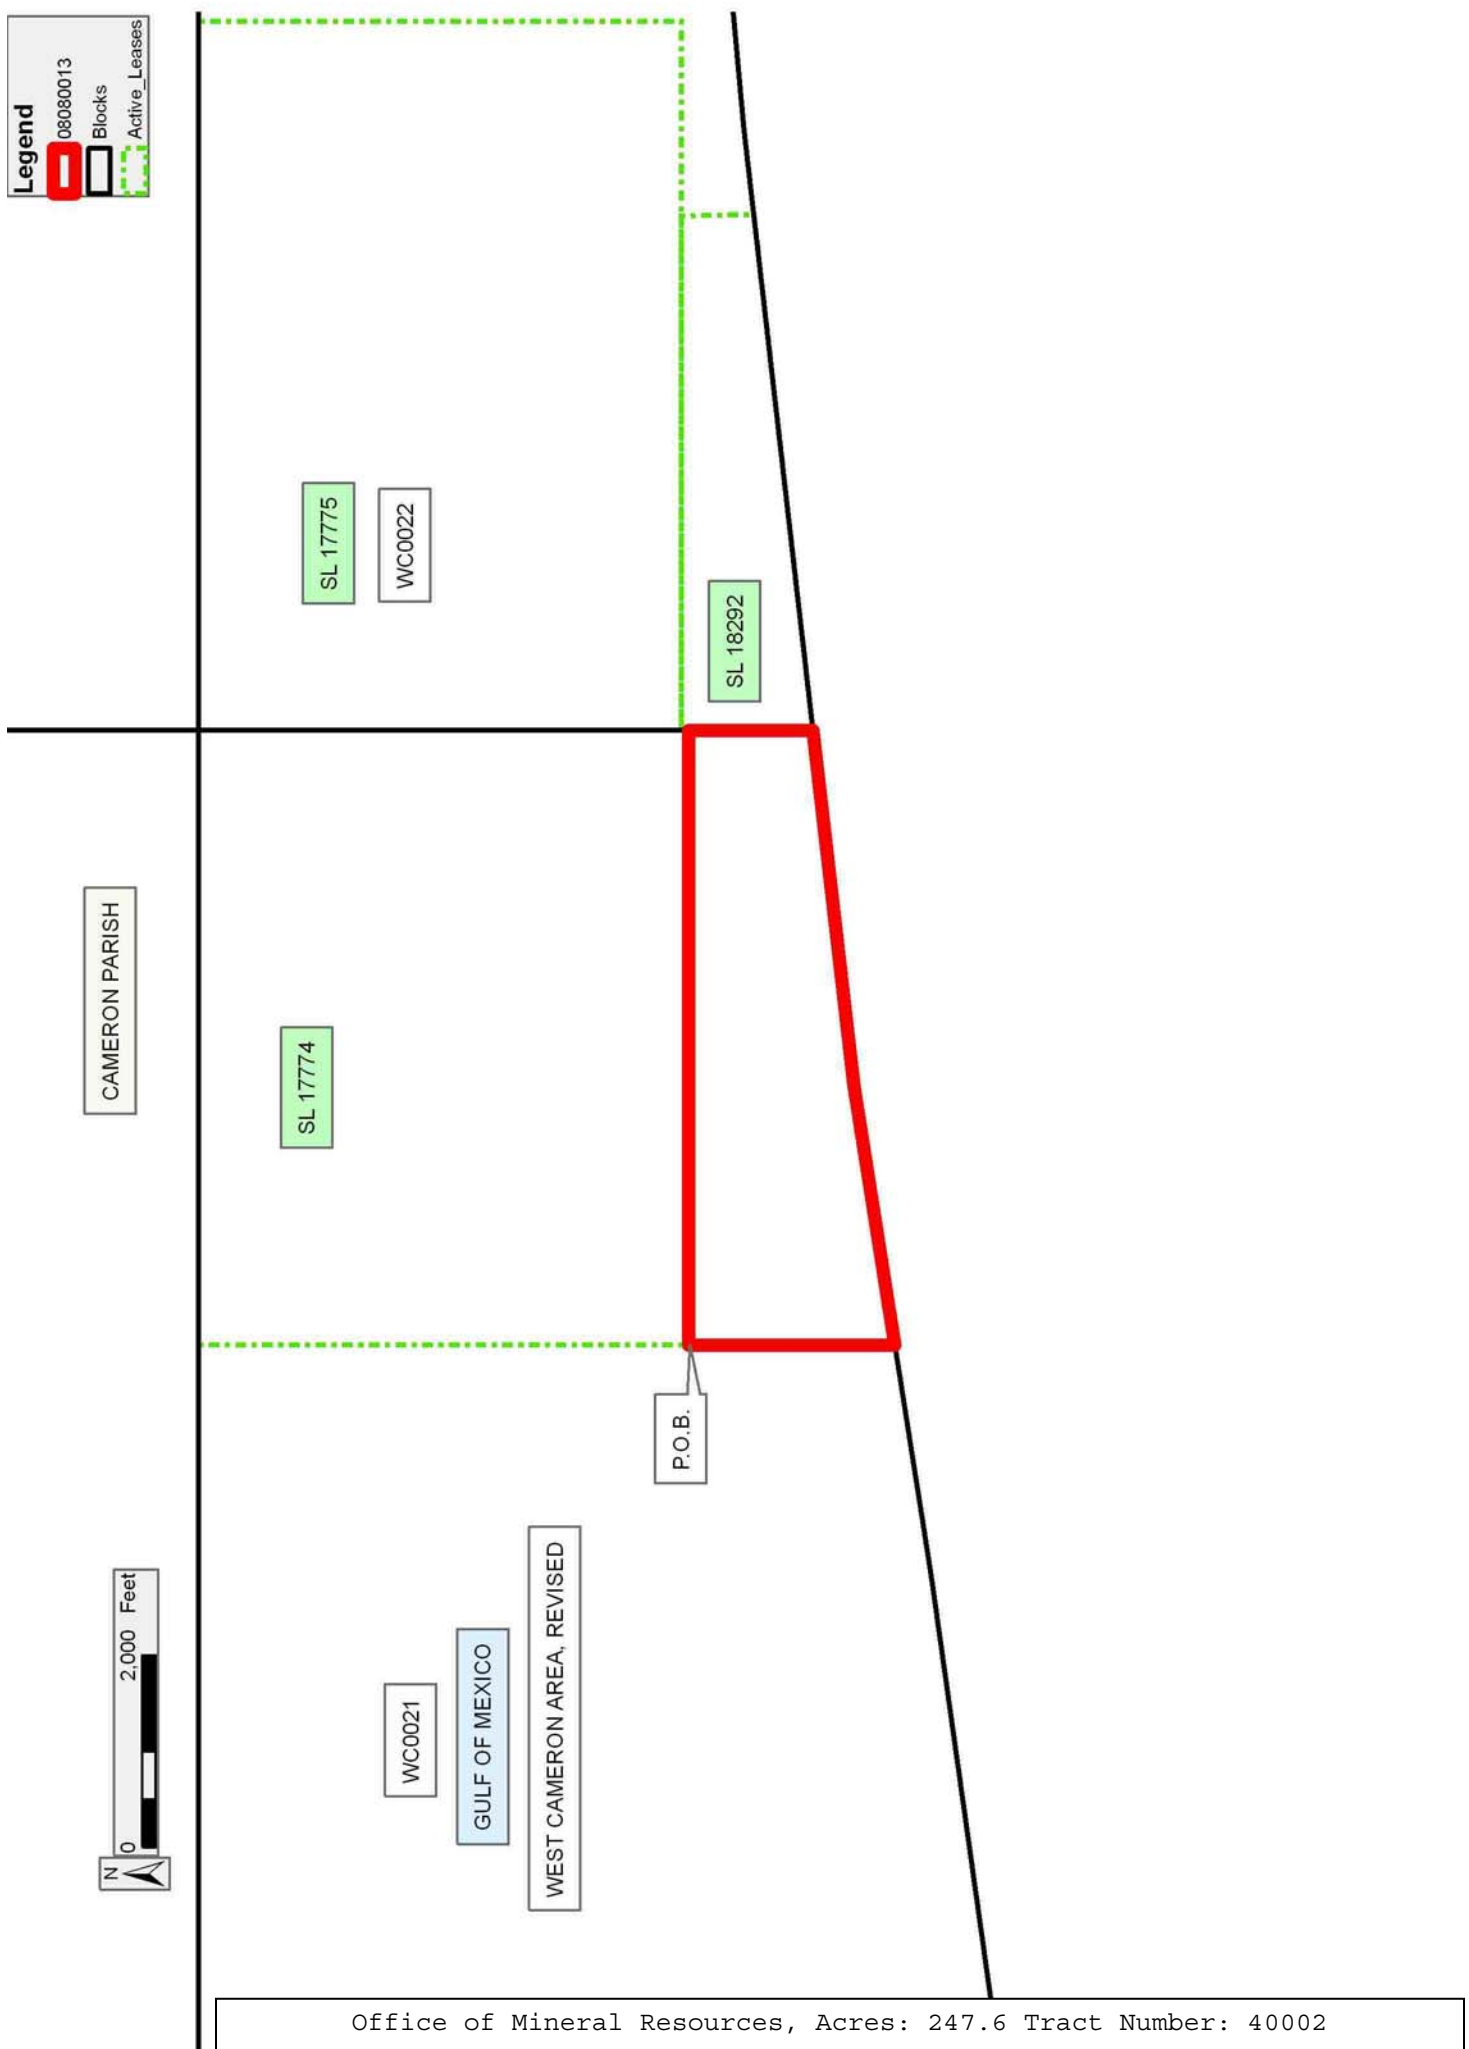 Legend
08080013
Blocks
Active_Leases
SL 17775
WC0022
SL 18292
CAMERON PARISH
SL 17774
P.O.B.
N
0 2,000 Feet
WC0021
GULF OF MEXICO
WEST CAMERON AREA, REVISED
Office of Mineral Resources, Acres: 247.6 Tract Number: 40002